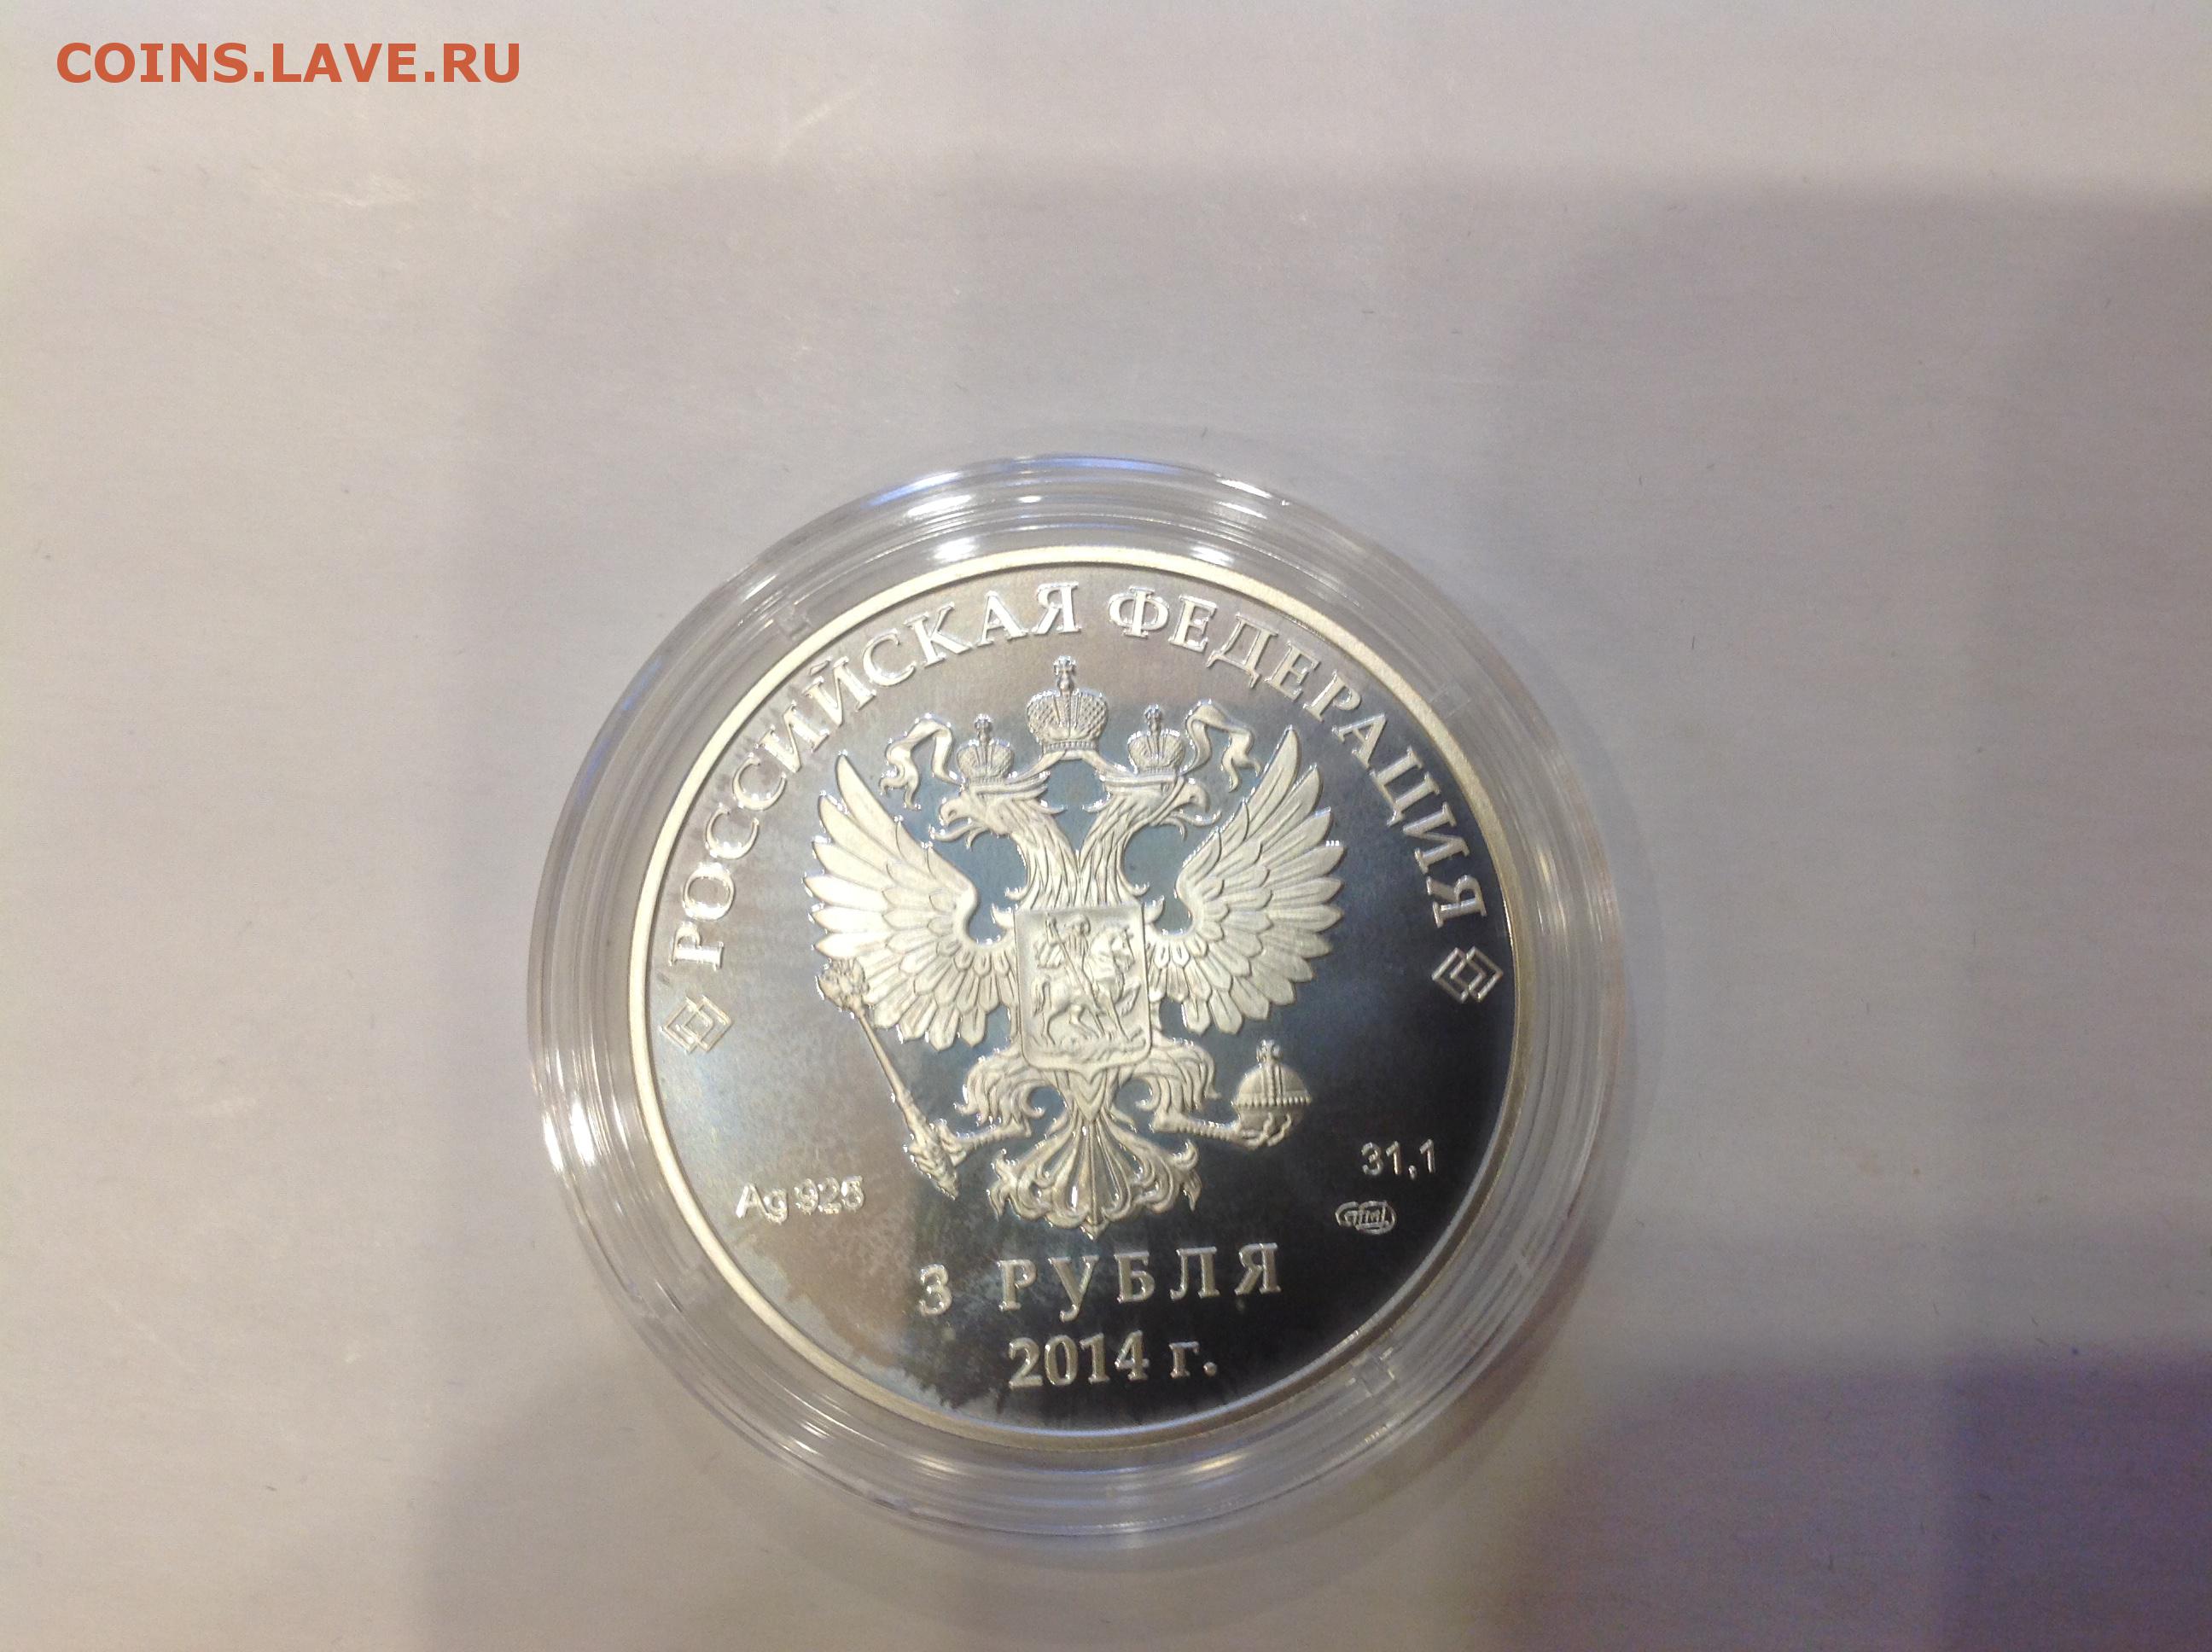 COINS.LAVE.RU
РОССИЙСКАЯ ФЕДЕРАЦИЯ
31,1
Ag 925
3 РУБЛЯ
2014 г.